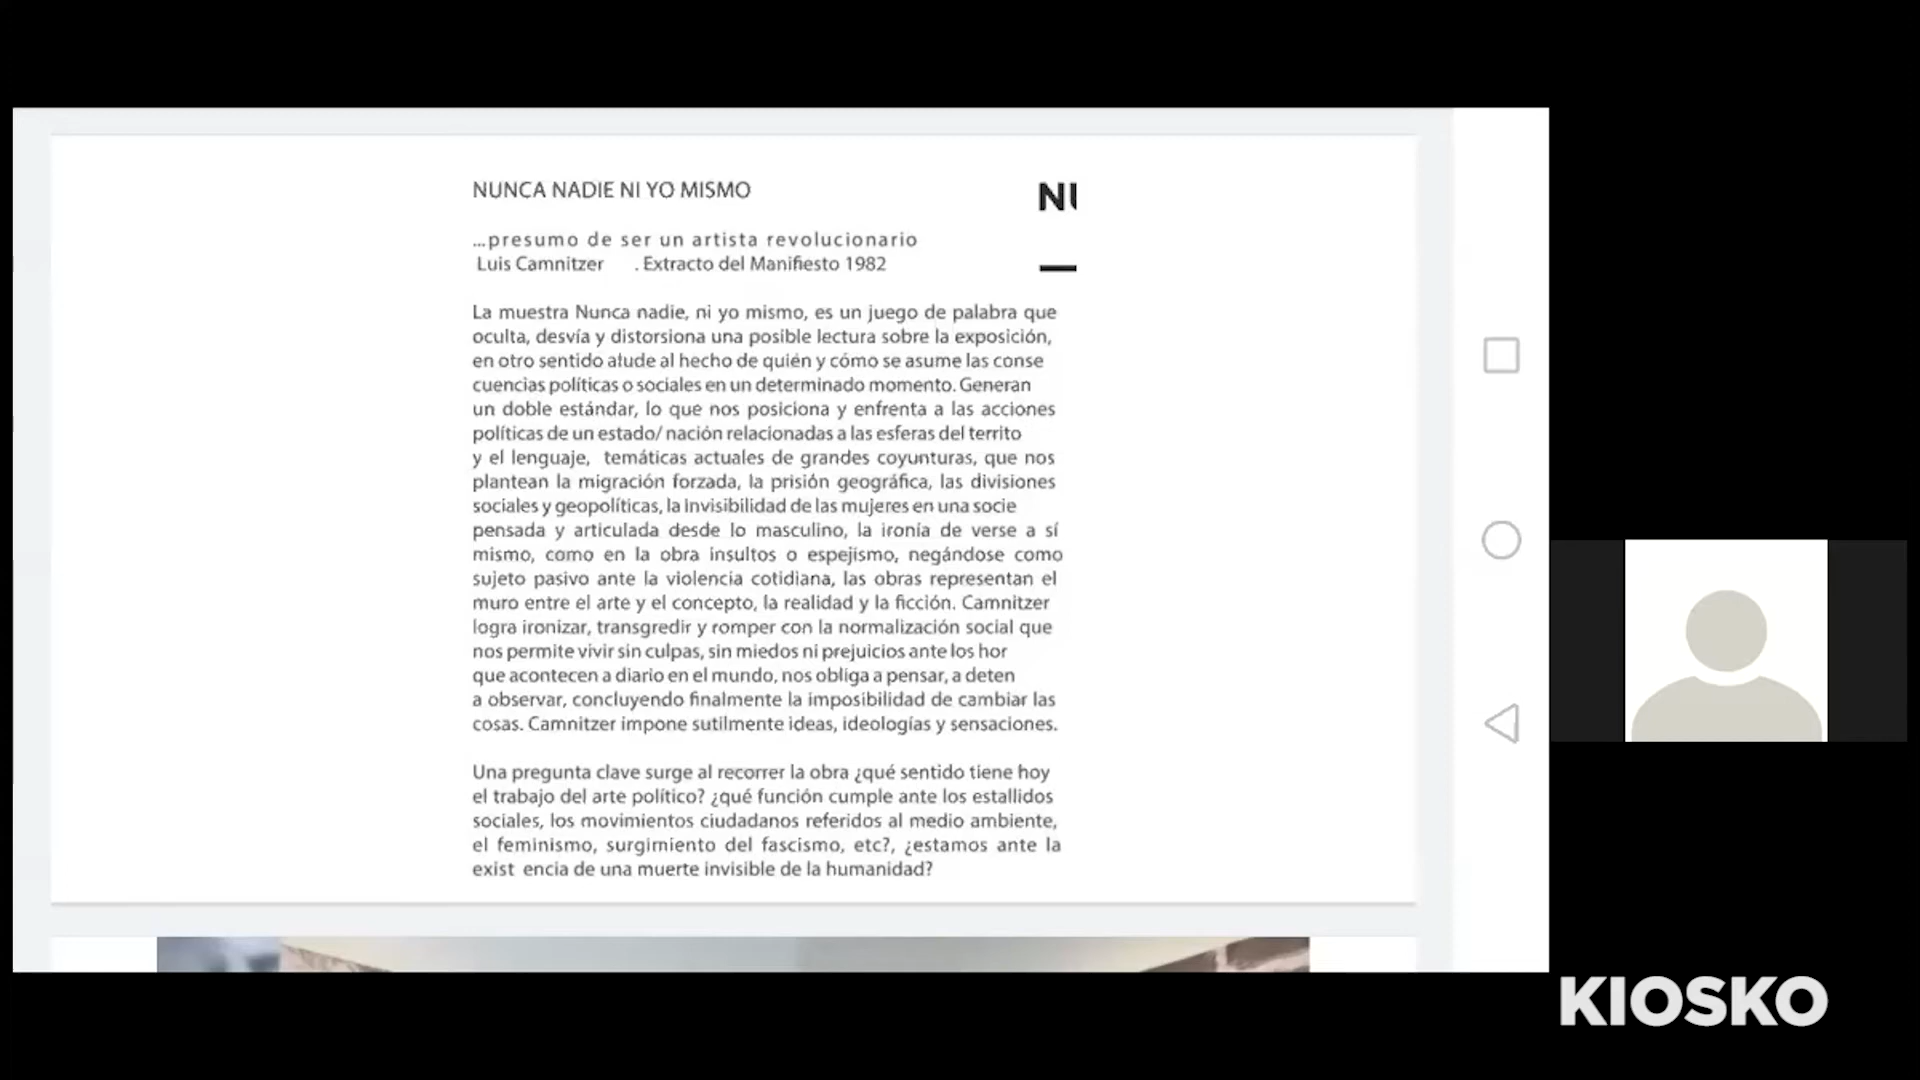 NUNCA NADIE NI YO MISMO
NU
...presumo de ser un artista revolucionario
Luis Camnitzer . Extracto del Manifiesto 1982
La muestra Nunca nadie, ni yo mismo, es un juego de palabra que
oculta, desvía y distorsiona una posible lectura sobre la exposición,
en otro sentido alude al hecho de quién y cómo se asume las conse
cuencias políticas o sociales en un determinado momento. Generan
un doble estándar, lo que nos posiciona y enfrenta a las acciones
políticas de un estado/ nación relacionadas a las esferas del territo
y el lenguaje, temáticas actuales de grandes coyunturas, que nos
plantean la migración forzada, la prisión geográfica, las divisiones
sociales y geopolíticas, la invisibilidad de las mujeres en una socie
pensada y articulada desde lo masculino, la ironía de verse a sí
mismo, como en la obra insultos o espejismo, negándose como
sujeto pasivo ante la violencia cotidiana, las obras representan el
muro entre el arte y el concepto, la realidad y la ficción. Camnitzer
logra ironizar, transgredir y romper con la normalización social que
nos permite vivir sin culpas, sin miedos ni prejuicios ante los hor
que acontecen a diario en el mundo, nos obliga a pensar, a deten
a observar, concluyendo finalmente la imposibilidad de cambiar las
cosas. Camnitzer impone sutilmente ideas, ideologías y sensaciones.
Una pregunta clave surge al recorrer la obra ¿qué sentido tiene hoy
el trabajo del arte político? ¿qué función cumple ante los estallidos
sociales, los movimientos ciudadanos referidos al medio ambiente,
el feminismo, surgimiento del fascismo, etc?, ¿estamos ante la
exist encia de una muerte invisible de la humanidad?
KIOSKO